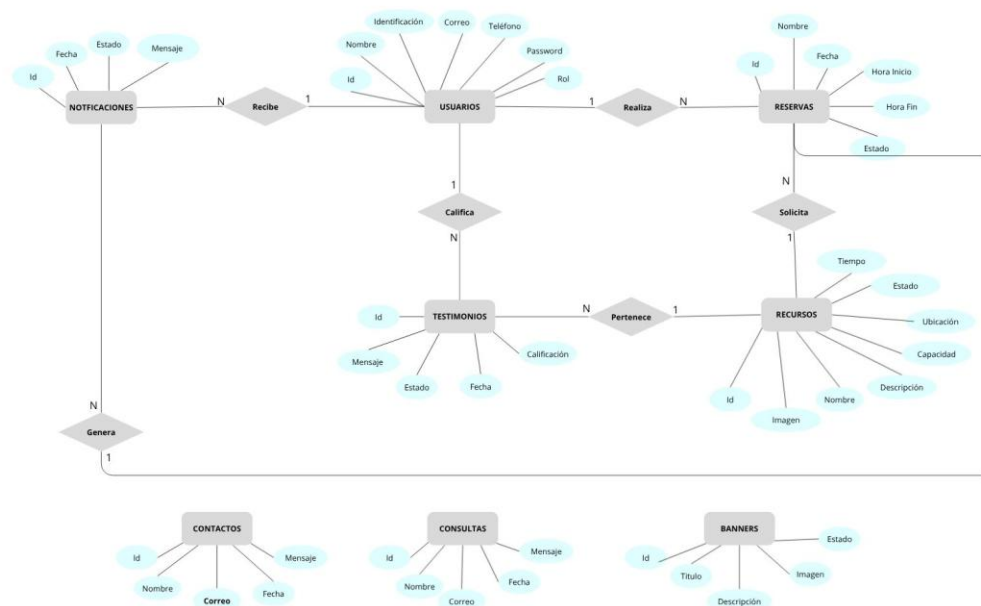 Nombre
Identificación
Correo
Teléfono
Fecha
Estado
Mensaje
Nombre
Password
Fecha
Id
Id
Rol
Id
Hora Inicio
NOTFICACIONES
N
Recibe
1
USUARIOS
1
Realiza
N
RESERVAS
Hora Fin
Estado
1
N
Califica
Solicita
N
1
Tiempo
Estado
Id
TESTIMONIOS
N
Pertenece
1
RECURSOS
Ubicación
Mensaje
Calificación
Capacidad
Estado
Fecha
Descripción
Id
Nombre
Imagen
N
Genera
1
CONTACTOS
CONSULTAS
BANNERS
Id
Mensaje
Id
Mensaje
Id
Estado
Nombre
Fecha
Nombre
Fecha
Titulo
Imagen
Correo
Correo
Descripción